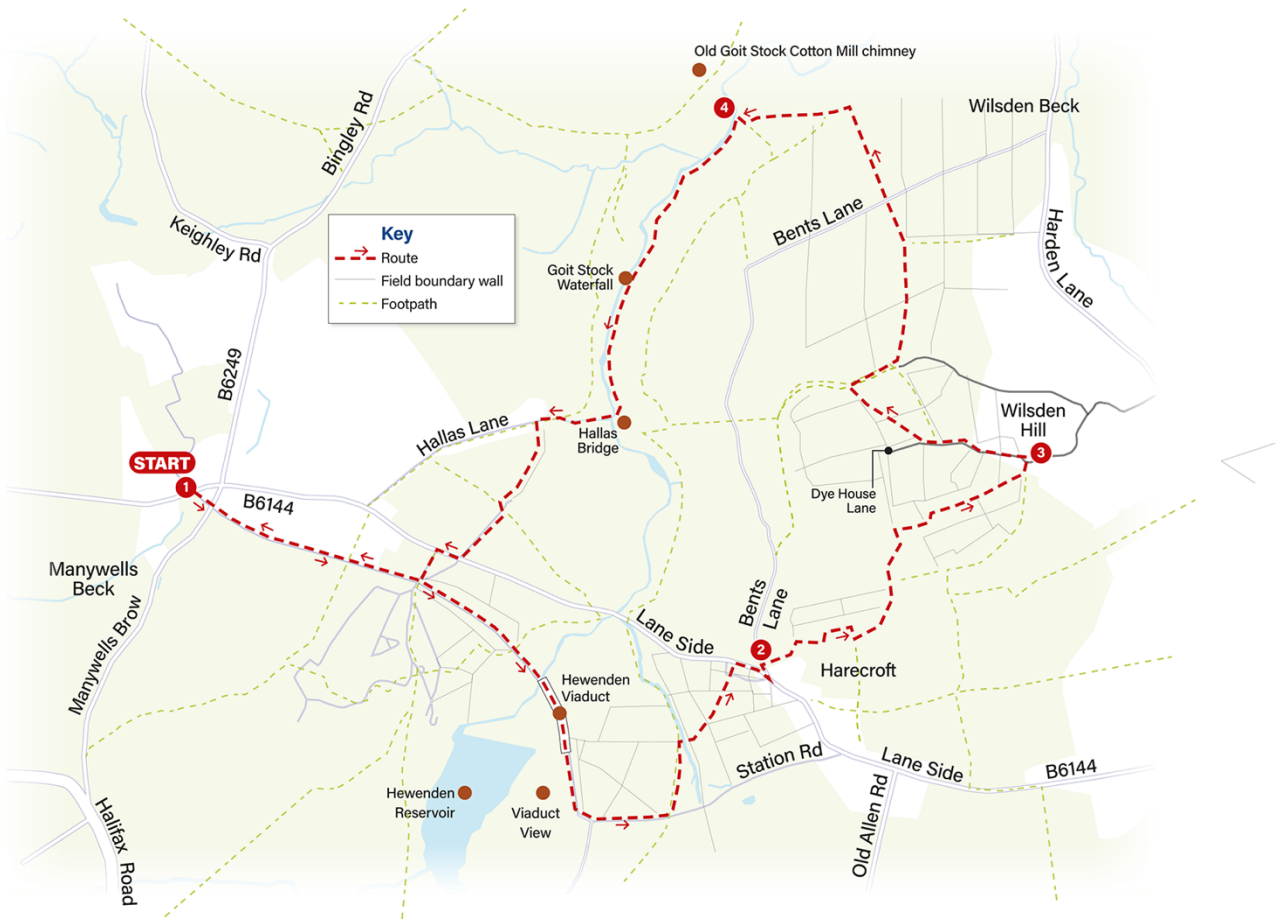 Old Goit Stock Cotton Mill chimney
4
Wilsden Beck
Bingley Rd
Keighley Rd
Key
Route
Field boundary wall
Footpath
Bents Lane
Harden Lane
Goit Stock
Waterfall
B6249
Hallas Lane
Hallas
Bridge
Wilsden
Hill
3
START
1
B6144
Dye House
Lane
Manywells
Beck
Manywells Brow
Bents
Lane
Lane Side
2
Harecroft
Hewenden
Viaduct
Station Rd
Lane Side
B6144
Hewenden
Reservoir
Viaduct
View
Old Allen Rd
Halifax Road